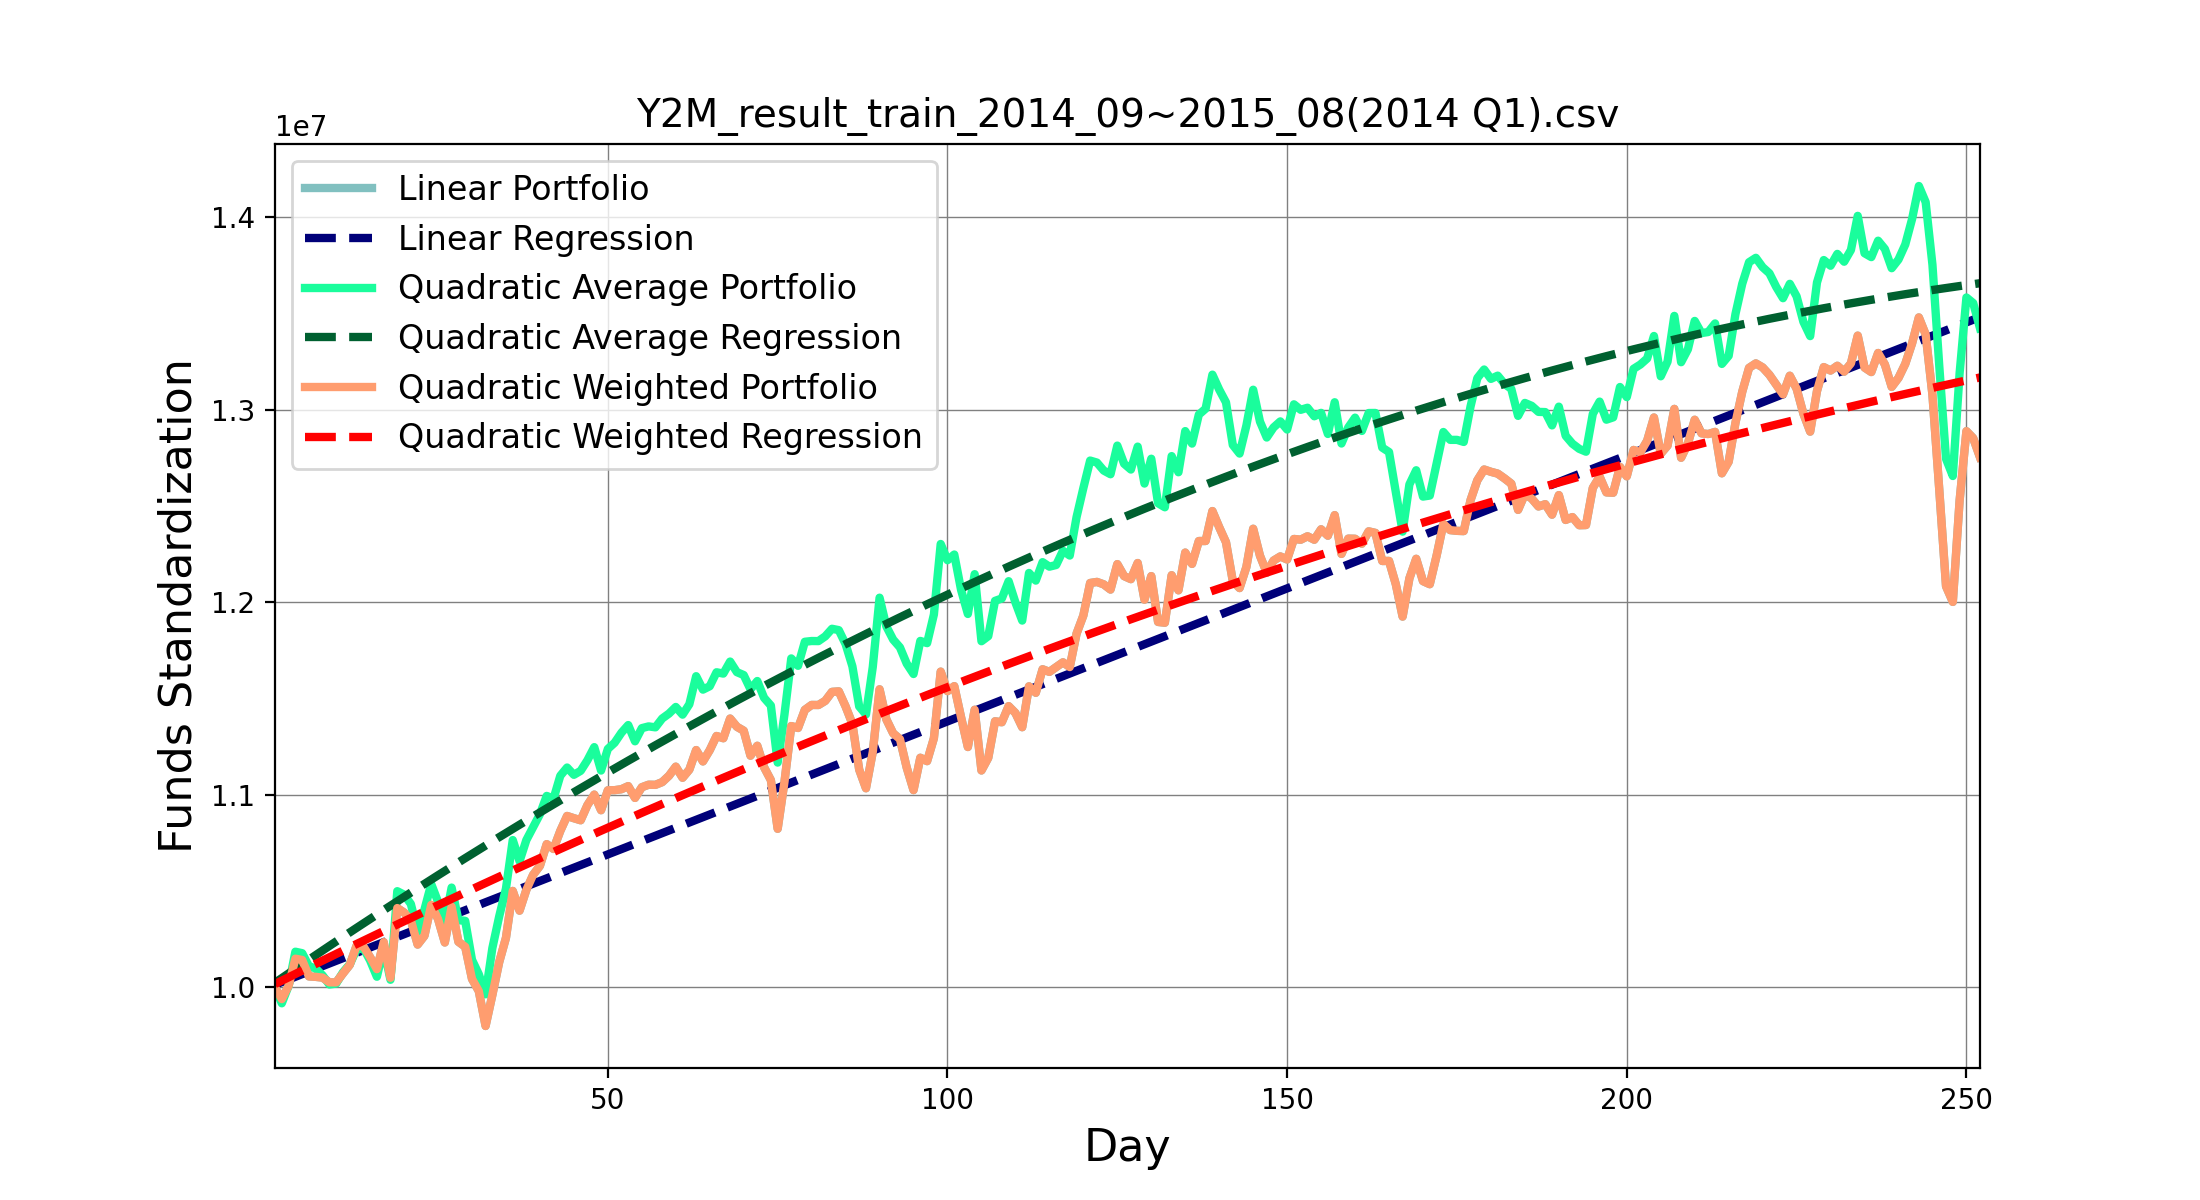 Y2M_result_train_2014_09~2015_08(2014 Q1).csv
1e7
Linear Portfolio
Linear Regression
Quadratic Average Portfolio
Quadratic Average Regression
Quadratic Weighted Portfolio
Quadratic Weighted Regression
1.4
1.3
1.2
1.1
1.0
Funds Standardization
50
100
150
200
250
Day